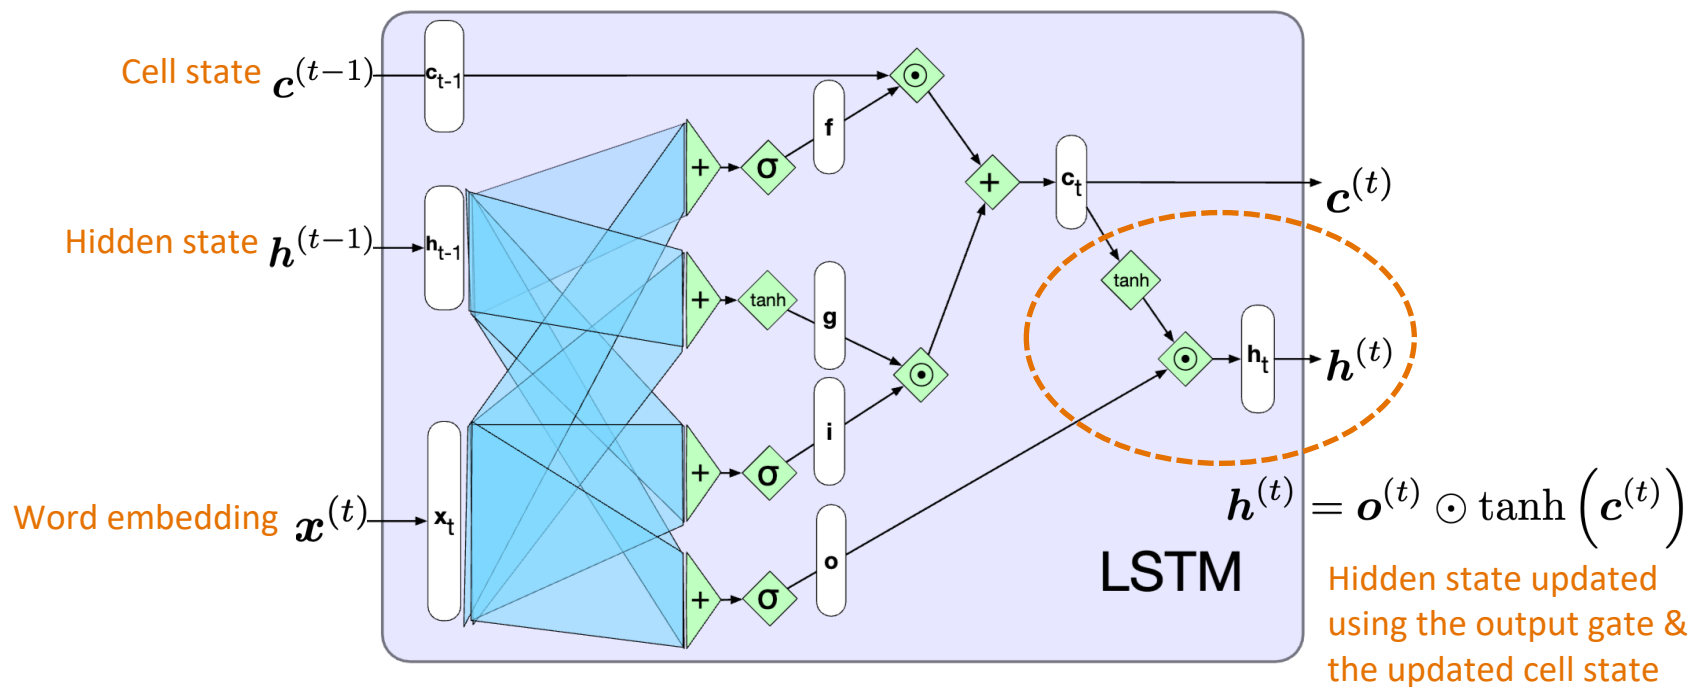 Cell state c^(t−1)
c_t-1
f
+
σ
⊙
+
c_t
c^(t)
Hidden state h^(t−1)
h_t-1
+
tanh
g
tanh
⊙
⊙
h_t
h^(t)
i
+
σ
Word embedding x^(t)
x_t
h^(t) = o^(t) ⊙ tanh (c^(t))
o
+
σ
LSTM
Hidden state updated
using the output gate &
the updated cell state